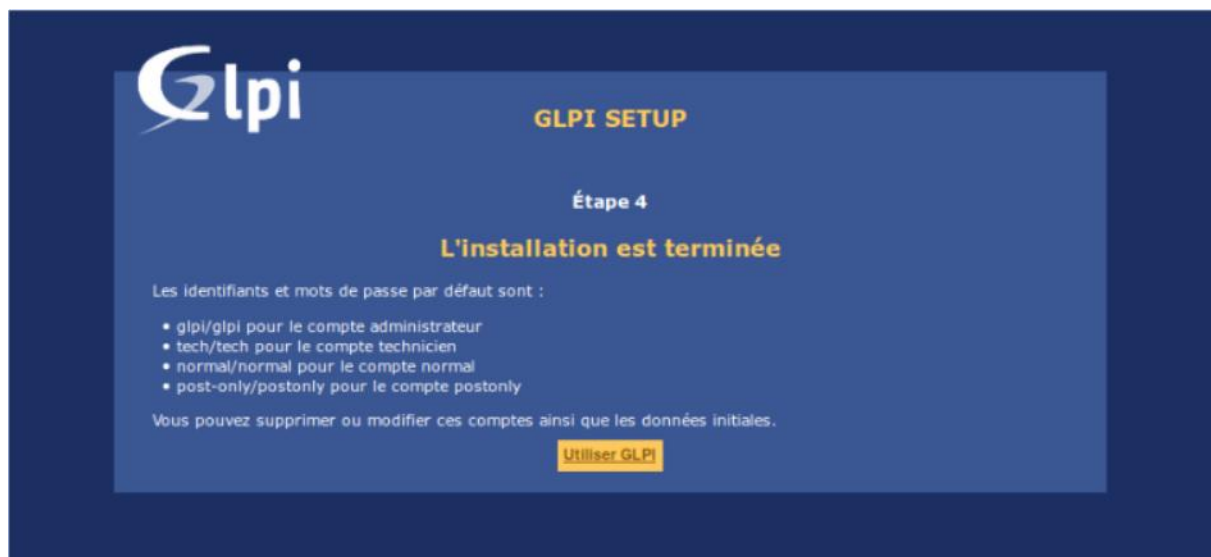 Glpi
GLPI SETUP
Étape 4
L'installation est terminée
Les identifiants et mots de passe par défaut sont :
• glpi/glpi pour le compte administrateur
• tech/tech pour le compte technicien
• normal/normal pour le compte normal
• post-only/postonly pour le compte postonly
Vous pouvez supprimer ou modifier ces comptes ainsi que les données initiales.
Utiliser GLPI